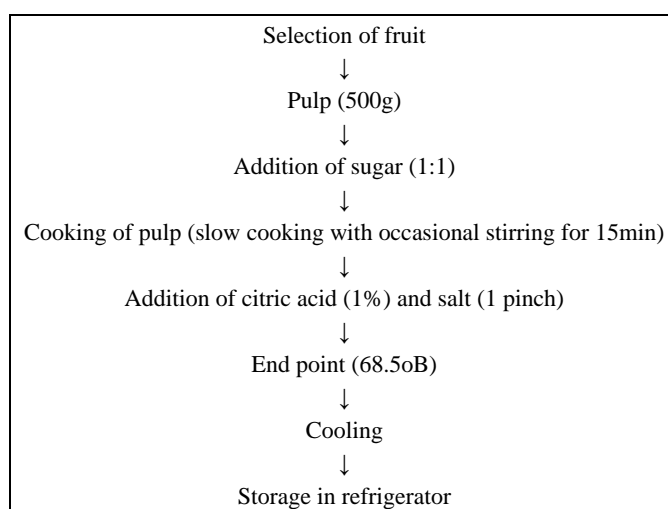 Selection of fruit
↓
Pulp (500g)
↓
Addition of sugar (1:1)
↓
Cooking of pulp (slow cooking with occasional stirring for 15min)
↓
Addition of citric acid (1%) and salt (1 pinch)
↓
End point (68.5oB)
↓
Cooling
↓
Storage in refrigerator